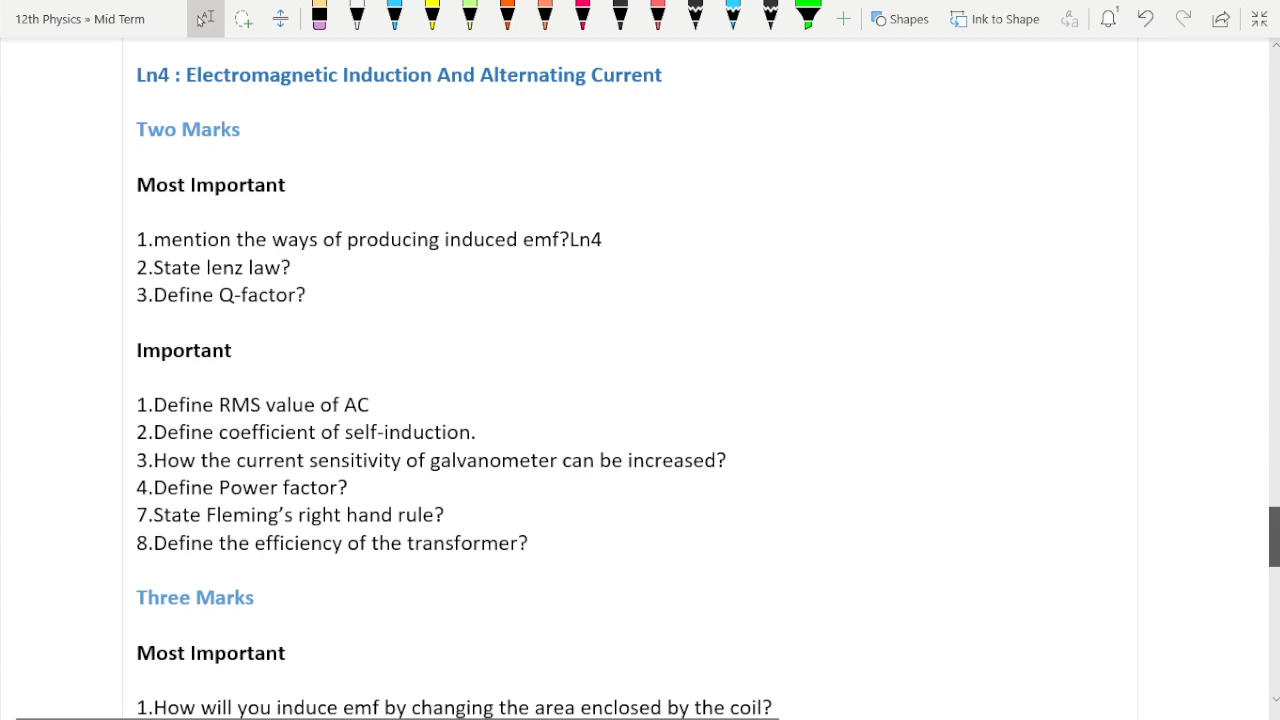 12th Physics » Mid Term
Shapes
Ink to Shape
1
Ln4 : Electromagnetic Induction And Alternating Current
Two Marks
Most Important
1.mention the ways of producing induced emf?Ln4
2.State lenz law?
3.Define Q-factor?
Important
1.Define RMS value of AC
2.Define coefficient of self-induction.
3.How the current sensitivity of galvanometer can be increased?
4.Define Power factor?
7.State Fleming’s right hand rule?
8.Define the efficiency of the transformer?
Three Marks
Most Important
1.How will you induce emf by changing the area enclosed by the coil?